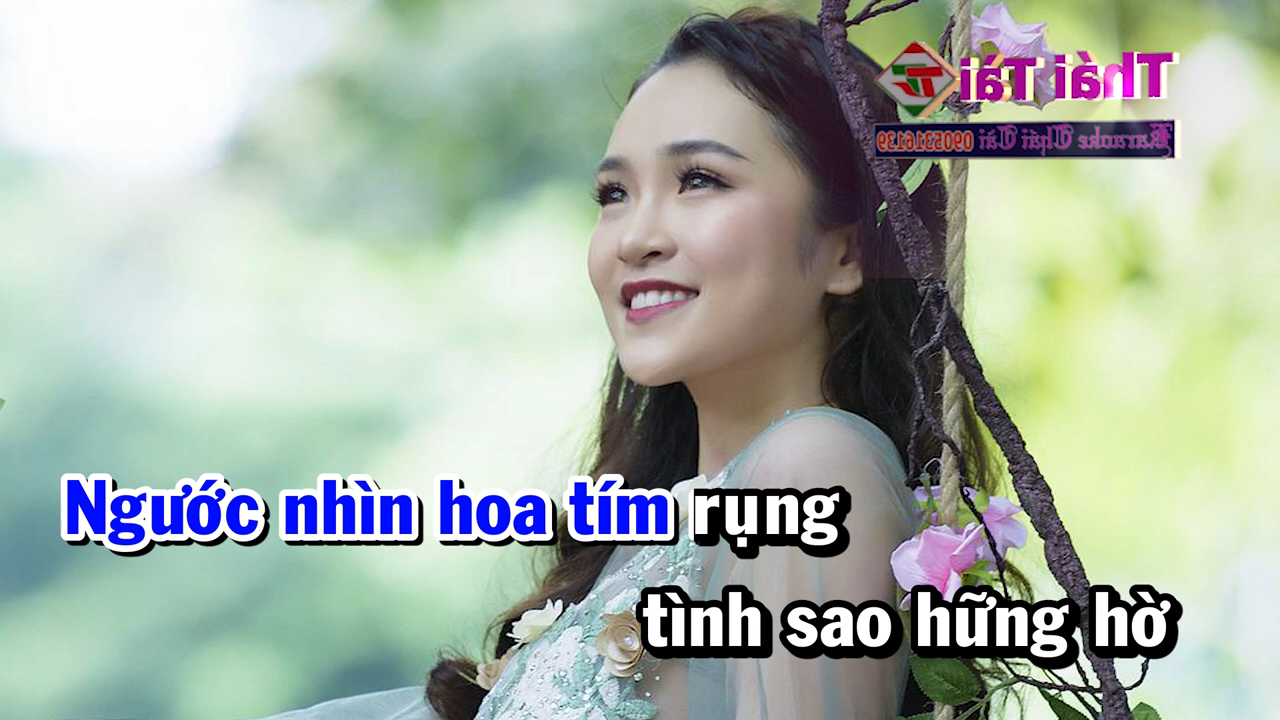 Thái Tài
Karaoke Thái Tài 0905316139
Ngước nhìn hoa tím rụng
tình sao hững hờ